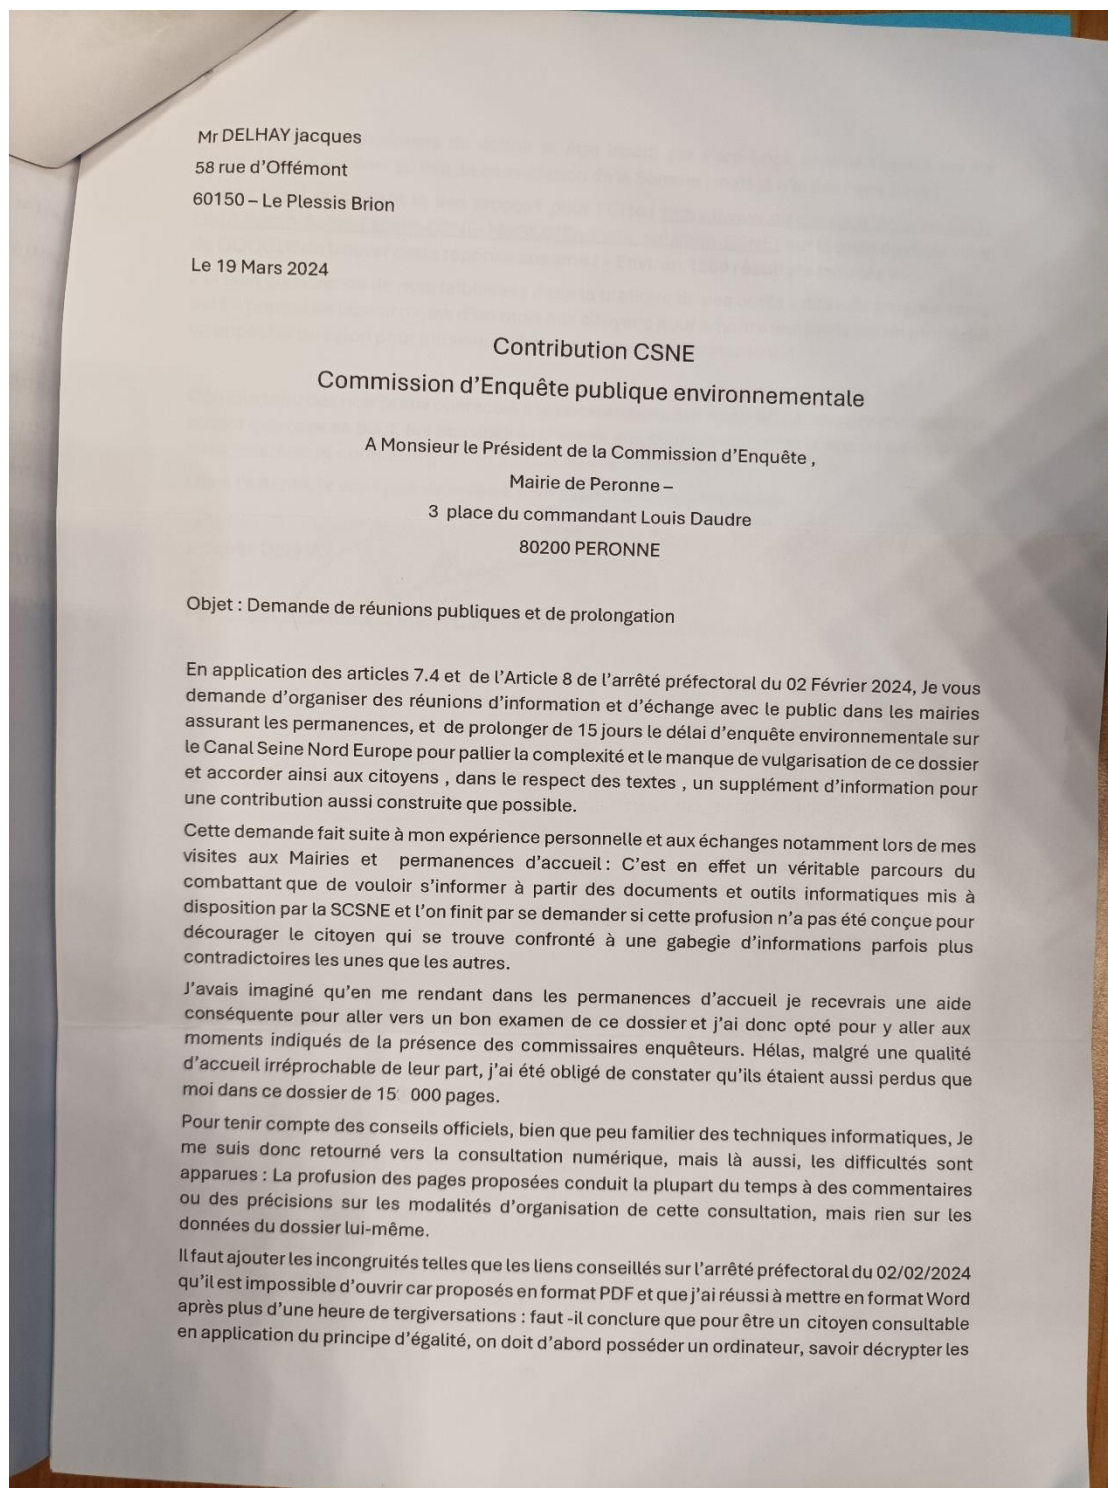 Mr DELHAY jacques
58 rue d'Offémont
60150 – Le Plessis Brion
Le 19 Mars 2024
Contribution CSNE
Commission d'Enquête publique environnementale
A Monsieur le Président de la Commission d'Enquête ,
Mairie de Peronne –
3 place du commandant Louis Daudre
80200 PERONNE
Objet : Demande de réunions publiques et de prolongation
En application des articles 7.4 et de l'Article 8 de l'arrêté préfectoral du 02 Février 2024, Je vous
demande d'organiser des réunions d'information et d'échange avec le public dans les mairies
assurant les permanences, et de prolonger de 15 jours le délai d'enquête environnementale sur
le Canal Seine Nord Europe pour pallier la complexité et le manque de vulgarisation de ce dossier
et accorder ainsi aux citoyens , dans le respect des textes , un supplément d'information pour
une contribution aussi construite que possible.
Cette demande fait suite à mon expérience personnelle et aux échanges notamment lors de mes
visites aux Mairies et permanences d'accueil : C'est en effet un véritable parcours du
combattant que de vouloir s'informer à partir des documents et outils informatiques mis à
disposition par la SCSNE et l'on finit par se demander si cette profusion n'a pas été conçue pour
décourager le citoyen qui se trouve confronté à une gabegie d'informations parfois plus
contradictoires les unes que les autres.
J'avais imaginé qu'en me rendant dans les permanences d'accueil je recevrais une aide
conséquente pour aller vers un bon examen de ce dossier et j'ai donc opté pour y aller aux
moments indiqués de la présence des commissaires enquêteurs. Hélas, malgré une qualité
d'accueil irréprochable de leur part, j'ai été obligé de constater qu'ils étaient aussi perdus que
moi dans ce dossier de 15 000 pages.
Pour tenir compte des conseils officiels, bien que peu familier des techniques informatiques, Je
me suis donc retourné vers la consultation numérique, mais là aussi, les difficultés sont
apparues : La profusion des pages proposées conduit la plupart du temps à des commentaires
ou des précisions sur les modalités d'organisation de cette consultation, mais rien sur les
données du dossier lui-même.
Il faut ajouter les incongruités telles que les liens conseillés sur l'arrêté préfectoral du 02/02/2024
qu'il est impossible d'ouvrir car proposés en format PDF et que j'ai réussi à mettre en format Word
après plus d'une heure de tergiversations : faut -il conclure que pour être un citoyen consultable
en application du principe d'égalité, on doit d'abord posséder un ordinateur, savoir décrypter les